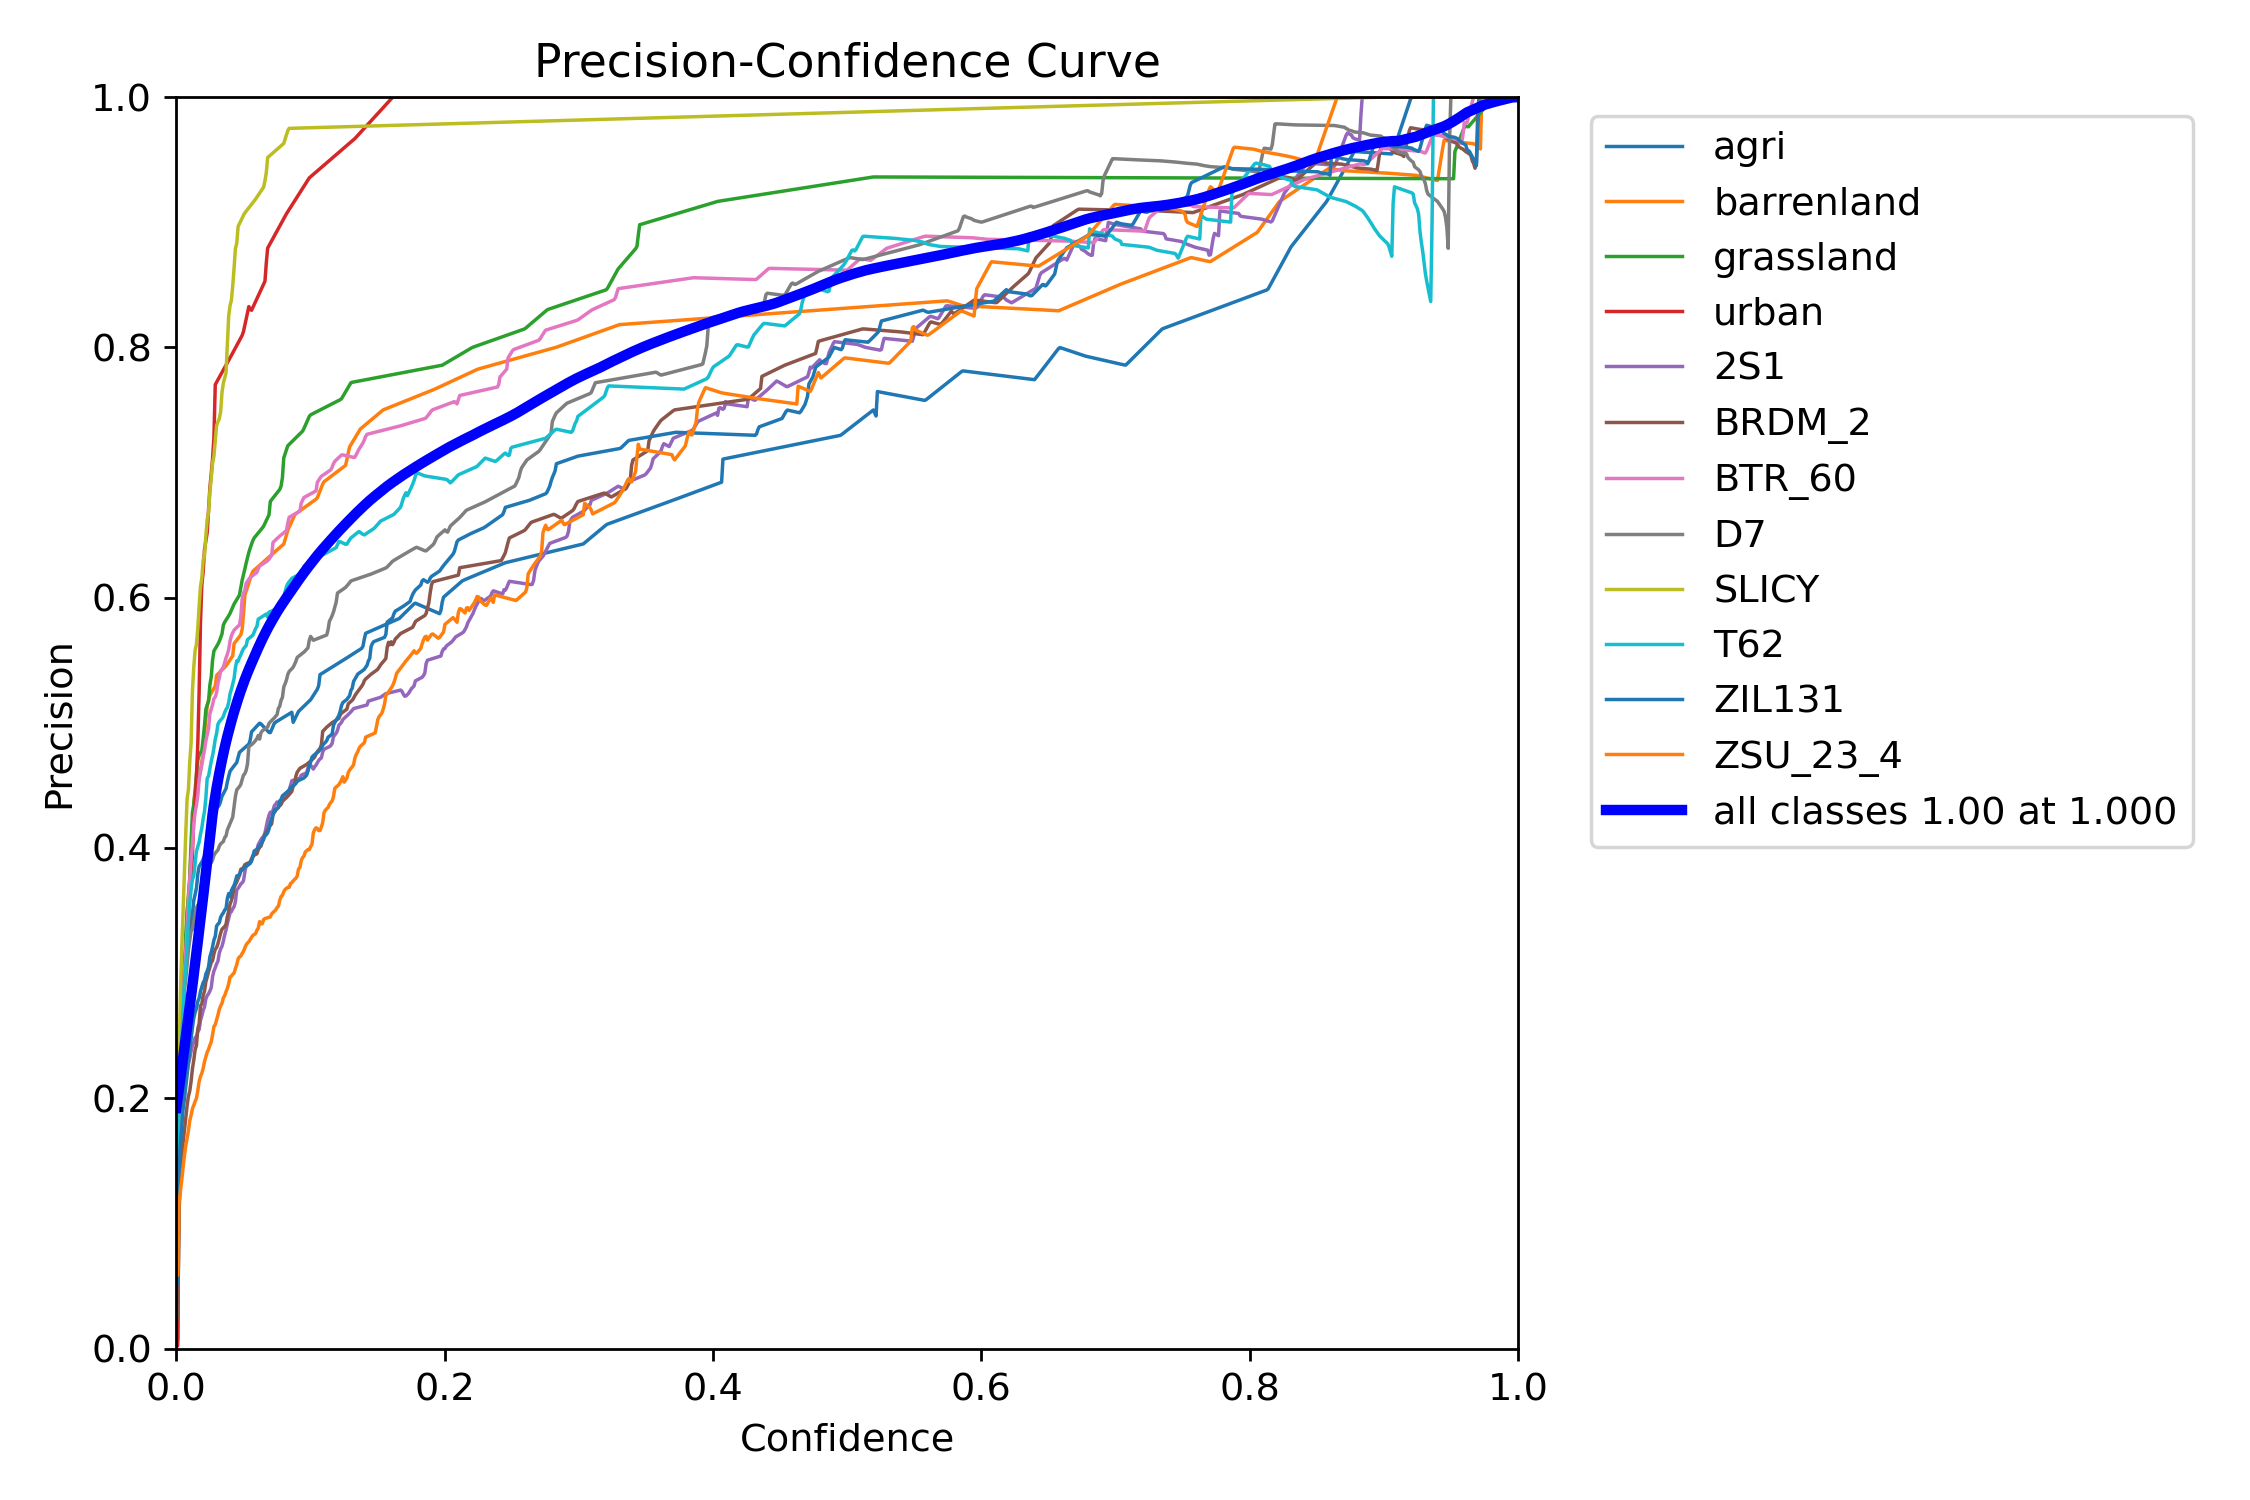 Precision-Confidence Curve
1.0
0.8
0.6
0.4
0.2
0.0
Precision
0.0 0.2 0.4 0.6 0.8 1.0
Confidence
agri
barrenland
grassland
urban
2S1
BRDM_2
BTR_60
D7
SLICY
T62
ZIL131
ZSU_23_4
all classes 1.00 at 1.000